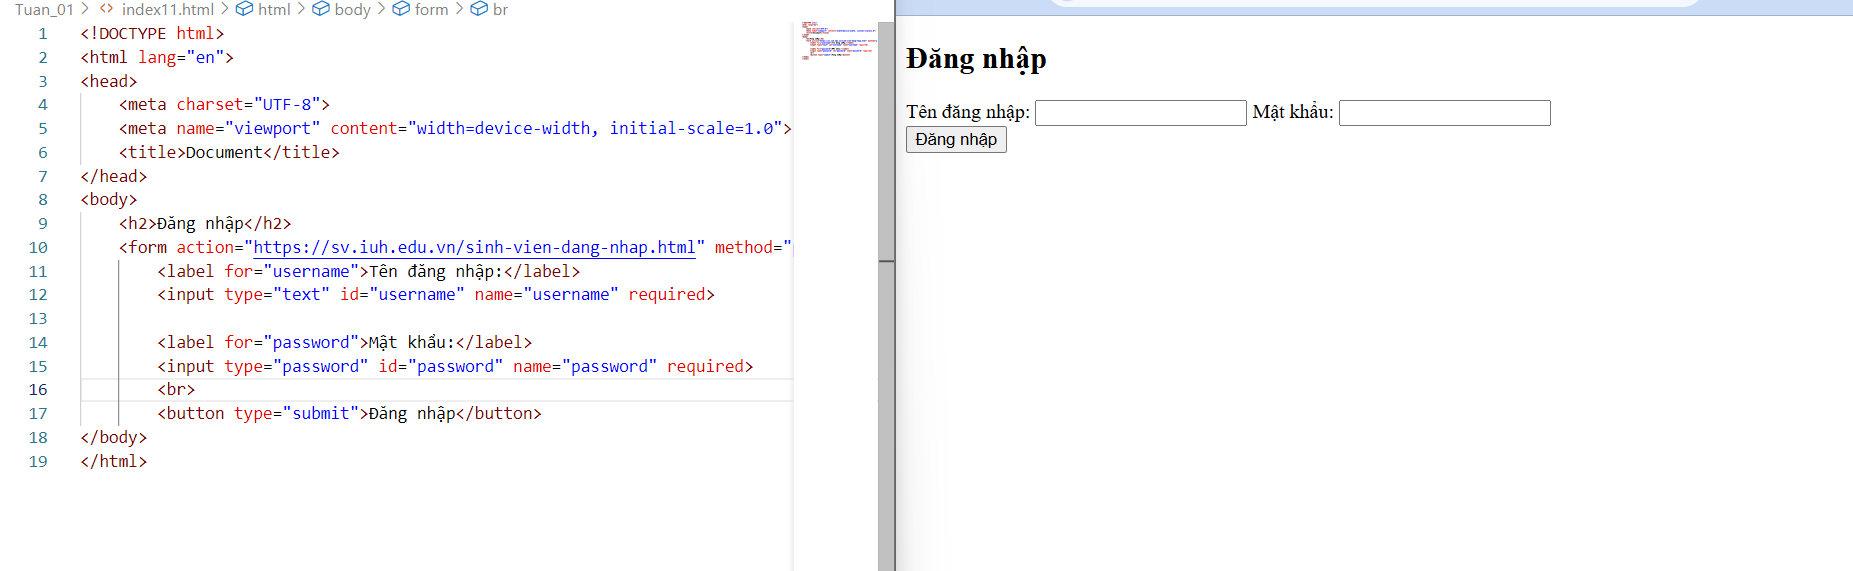 Tuan_01 > <> index11.html > html > body > form > br
1 <!DOCTYPE html>
2 <html lang="en">
3 <head>
4 <meta charset="UTF-8">
5 <meta name="viewport" content="width=device-width, initial-scale=1.0">
6 <title>Document</title>
7 </head>
8 <body>
9 <h2>Đăng nhập</h2>
10 <form action="https://sv.iuh.edu.vn/sinh-vien-dang-nhap.html" method="
11 <label for="username">Tên đăng nhập:</label>
12 <input type="text" id="username" name="username" required>
13
14 <label for="password">Mật khẩu:</label>
15 <input type="password" id="password" name="password" required>
16 <br>
17 <button type="submit">Đăng nhập</button>
18 </body>
19 </html>
Đăng nhập
Tên đăng nhập: Mật khẩu:
Đăng nhập